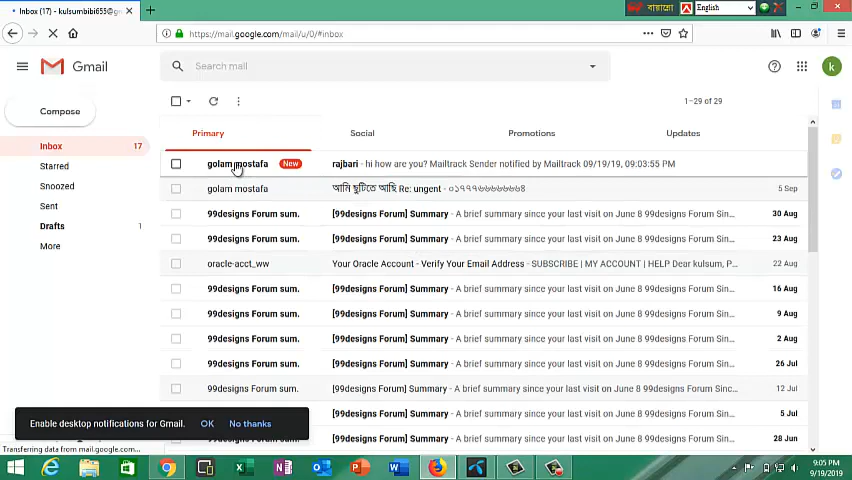 Inbox (17) - kulsumbibi655@gm
বায়ান্নো English
https://mail.google.com/mail/u/0/#inbox
Gmail
Search mail
k
Compose
1–29 of 29
Inbox 17
Starred
Snoozed
Sent
Drafts 1
More
Primary Social Promotions Updates
golam mostafa New rajbari - hi how are you? Mailtrack Sender notified by Mailtrack 09/19/19, 09:03:55 PM
golam mostafa আমি ছুটিতে আছি Re: ungent - ০১৭৭৬৬৬৬৬৬৪ 5 Sep
99designs Forum sum. [99designs Forum] Summary - A brief summary since your last visit on June 8 99designs Forum Sin... 30 Aug
99designs Forum sum. [99designs Forum] Summary - A brief summary since your last visit on June 8 99designs Forum Sin... 23 Aug
oracle-acct_ww Your Oracle Account - Verify Your Email Address - SUBSCRIBE | MY ACCOUNT | HELP Dear kulsum, P... 22 Aug
99designs Forum sum. [99designs Forum] Summary - A brief summary since your last visit on June 8 99designs Forum Sin... 16 Aug
99designs Forum sum. [99designs Forum] Summary - A brief summary since your last visit on June 8 99designs Forum Sin... 9 Aug
99designs Forum sum. [99designs Forum] Summary - A brief summary since your last visit on June 8 99designs Forum Sin... 2 Aug
99designs Forum sum. [99designs Forum] Summary - A brief summary since your last visit on June 8 99designs Forum Sin... 26 Jul
99designs Forum sum. [99designs Forum] Summary - A brief summary since your last visit on June 8 99designs Forum Sinc... 12 Jul
99designs Forum sum. [99designs Forum] Summary - A brief summary since your last visit on June 8 99designs Forum Sin... 5 Jul
99designs Forum sum. [99designs Forum] Summary - A brief summary since your last visit on June 8 99designs Forum Sin... 28 Jun
Enable desktop notifications for Gmail. OK No thanks
Transferring data from mail.google.com...
9:05 PM
9/19/2019